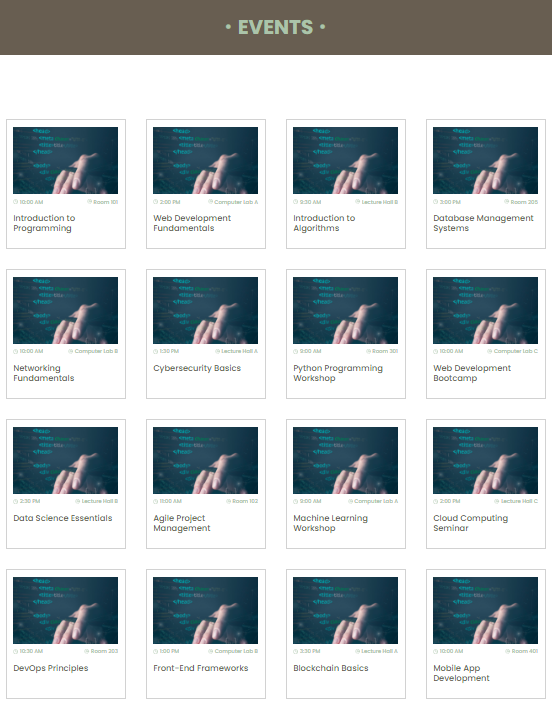 • EVENTS •
10:00 AM Room 101
Introduction to
Programming
2:00 PM Computer Lab A
Web Development
Fundamentals
9:30 AM Lecture Hall B
Introduction to
Algorithms
3:00 PM Room 205
Database Management
Systems
10:00 AM Computer Lab B
Networking
Fundamentals
1:30 PM Lecture Hall A
Cybersecurity Basics
9:00 AM Room 301
Python Programming
Workshop
10:00 AM Computer Lab C
Web Development
Bootcamp
2:30 PM Lecture Hall B
Data Science Essentials
11:00 AM Room 102
Agile Project
Management
9:00 AM Computer Lab A
Machine Learning
Workshop
2:00 PM Lecture Hall C
Cloud Computing
Seminar
10:30 AM Room 203
DevOps Principles
1:00 PM Computer Lab B
Front-End Frameworks
3:30 PM Lecture Hall A
Blockchain Basics
10:00 AM Room 401
Mobile App
Development